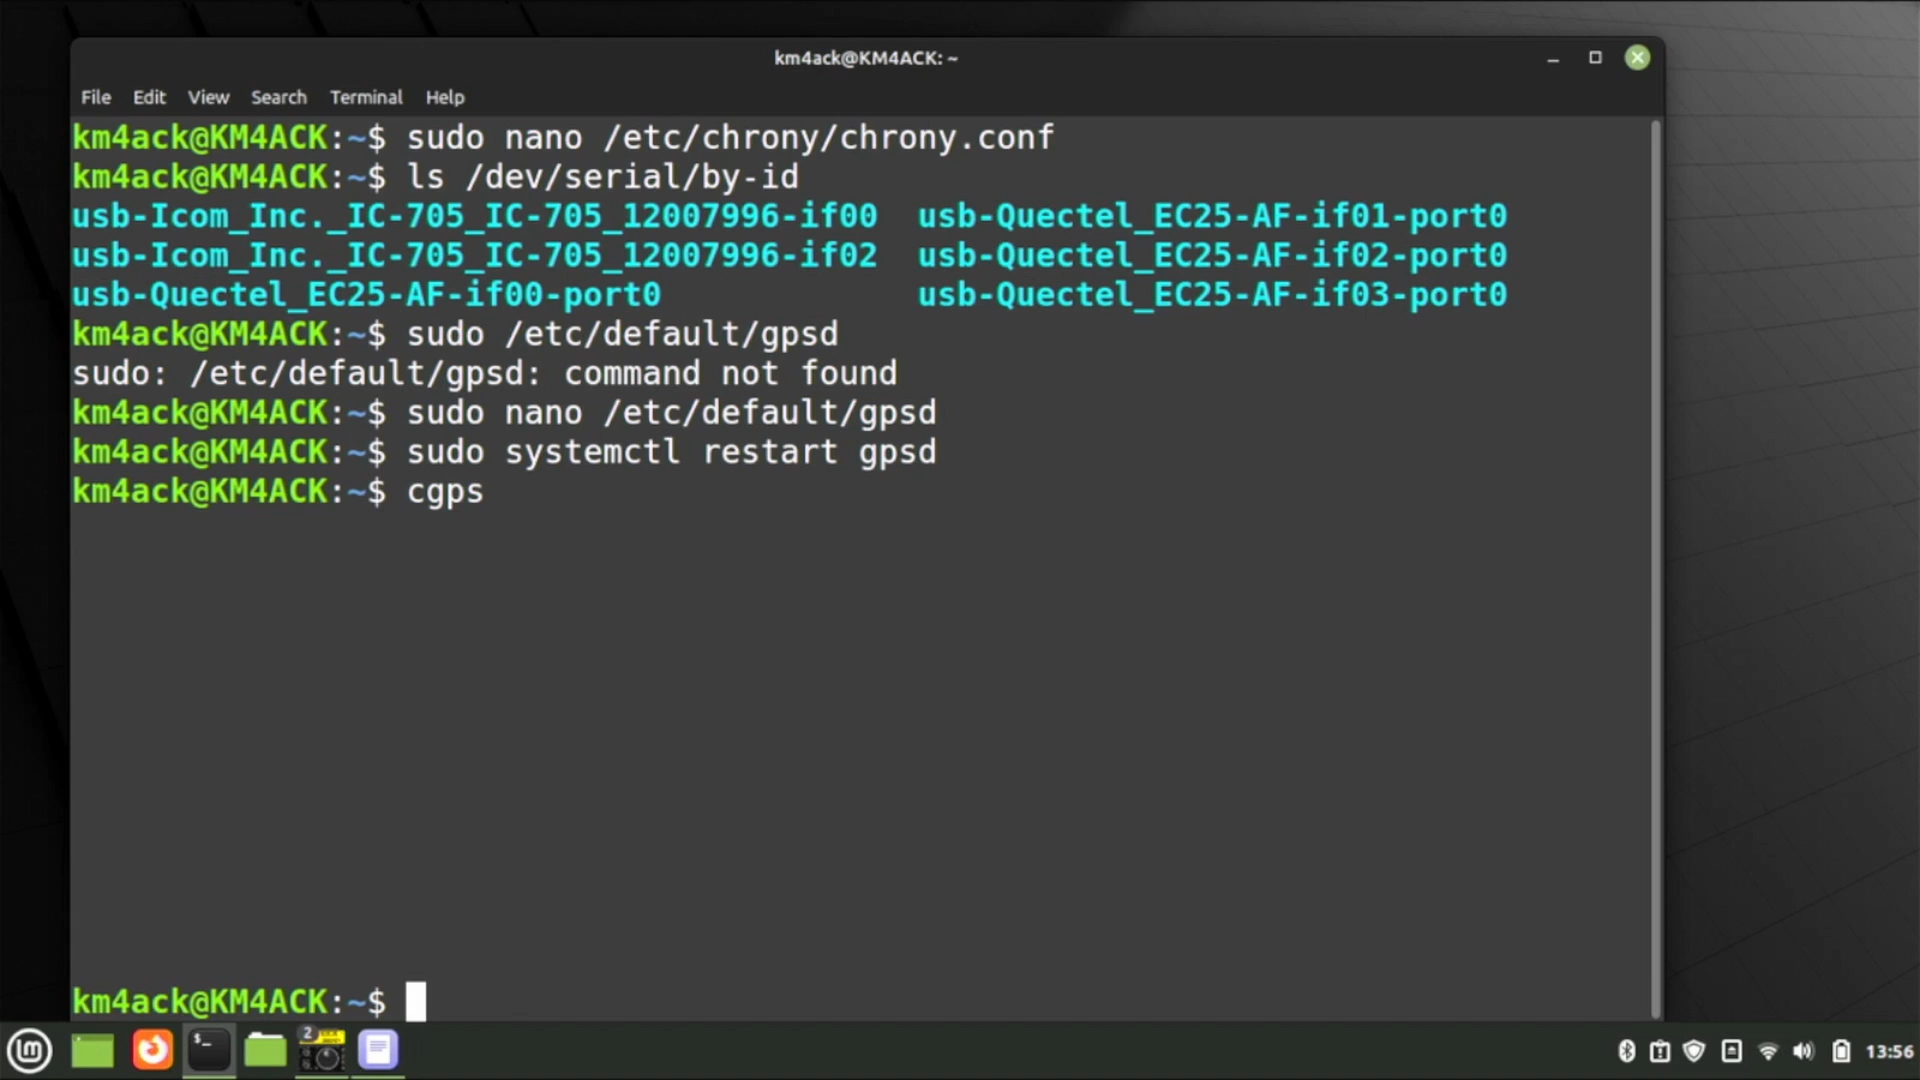 km4ack@KM4ACK: ~
File Edit View Search Terminal Help
km4ack@KM4ACK:~$ sudo nano /etc/chrony/chrony.conf
km4ack@KM4ACK:~$ ls /dev/serial/by-id
usb-Icom_Inc._IC-705_IC-705_12007996-if00 usb-Quectel_EC25-AF-if01-port0
usb-Icom_Inc._IC-705_IC-705_12007996-if02 usb-Quectel_EC25-AF-if02-port0
usb-Quectel_EC25-AF-if00-port0 usb-Quectel_EC25-AF-if03-port0
km4ack@KM4ACK:~$ sudo /etc/default/gpsd
sudo: /etc/default/gpsd: command not found
km4ack@KM4ACK:~$ sudo nano /etc/default/gpsd
km4ack@KM4ACK:~$ sudo systemctl restart gpsd
km4ack@KM4ACK:~$ cgps
km4ack@KM4ACK:~$
2
13:56